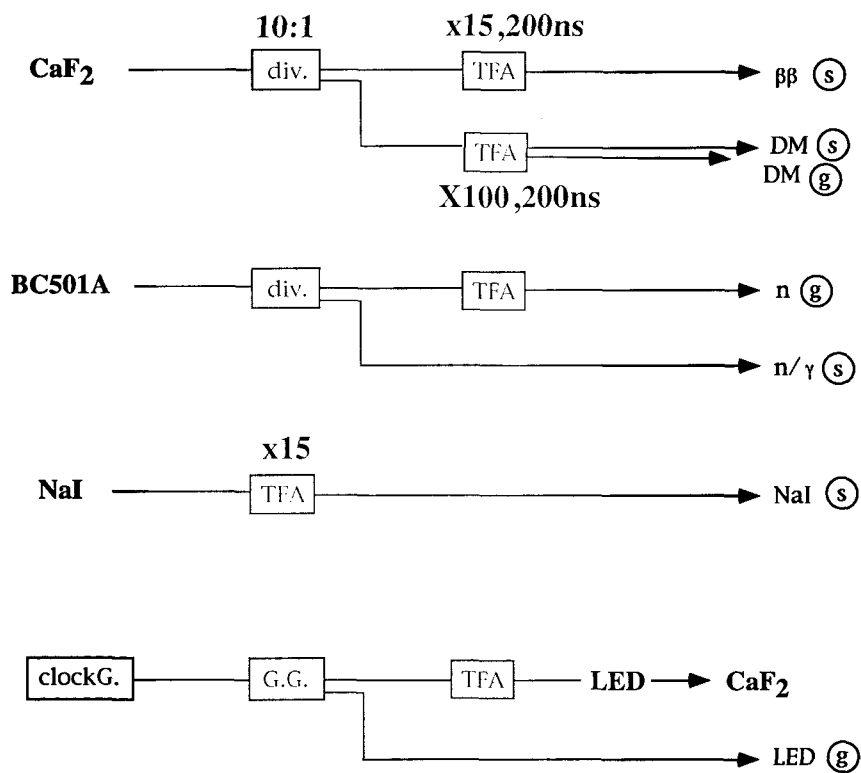 10:1 x15,200ns
CaF2 div. TFA ββ s
TFA DM s
DM g
X100,200ns
BC501A div. TFA n g
n/γ s
x15
NaI TFA NaI s
clockG. G.G. TFA LED CaF2
LED g